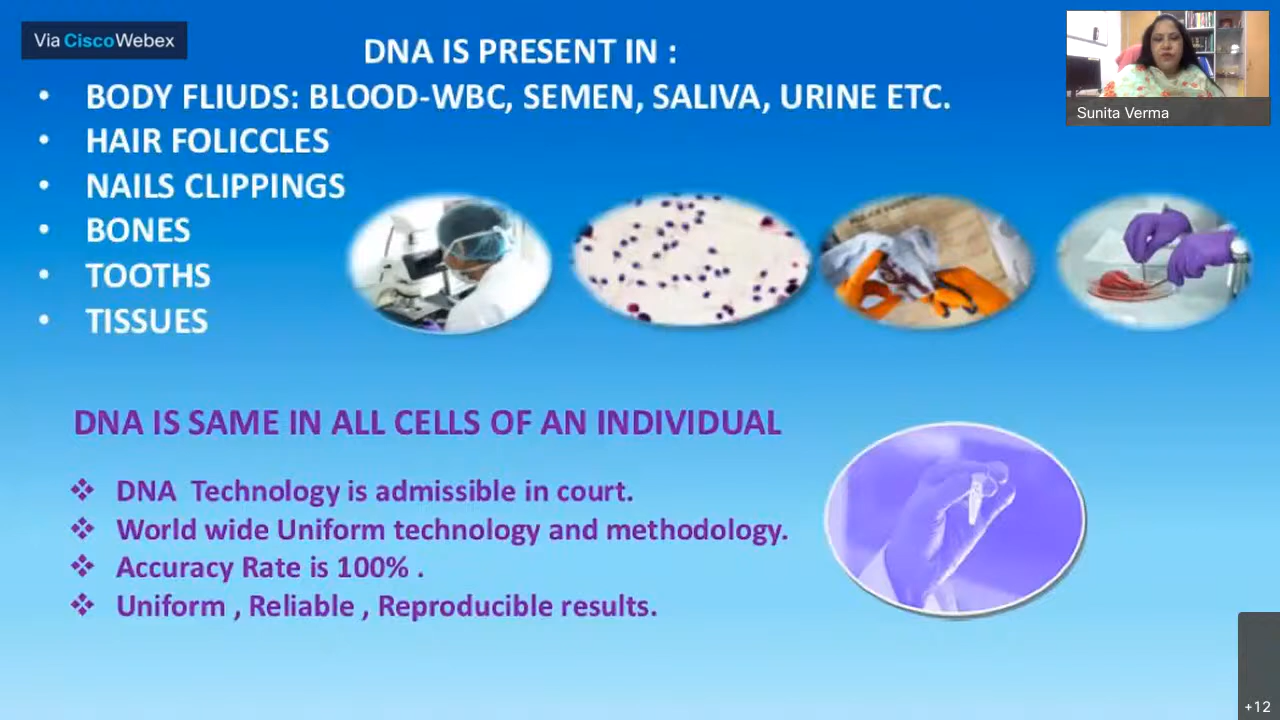 Via CiscoWebex
DNA IS PRESENT IN :
• BODY FLIUDS: BLOOD-WBC, SEMEN, SALIVA, URINE ETC.
• HAIR FOLICCLES
• NAILS CLIPPINGS
• BONES
• TOOTHS
• TISSUES
Sunita Verma
DNA IS SAME IN ALL CELLS OF AN INDIVIDUAL
❖ DNA Technology is admissible in court.
❖ World wide Uniform technology and methodology.
❖ Accuracy Rate is 100% .
❖ Uniform , Reliable , Reproducible results.
+12